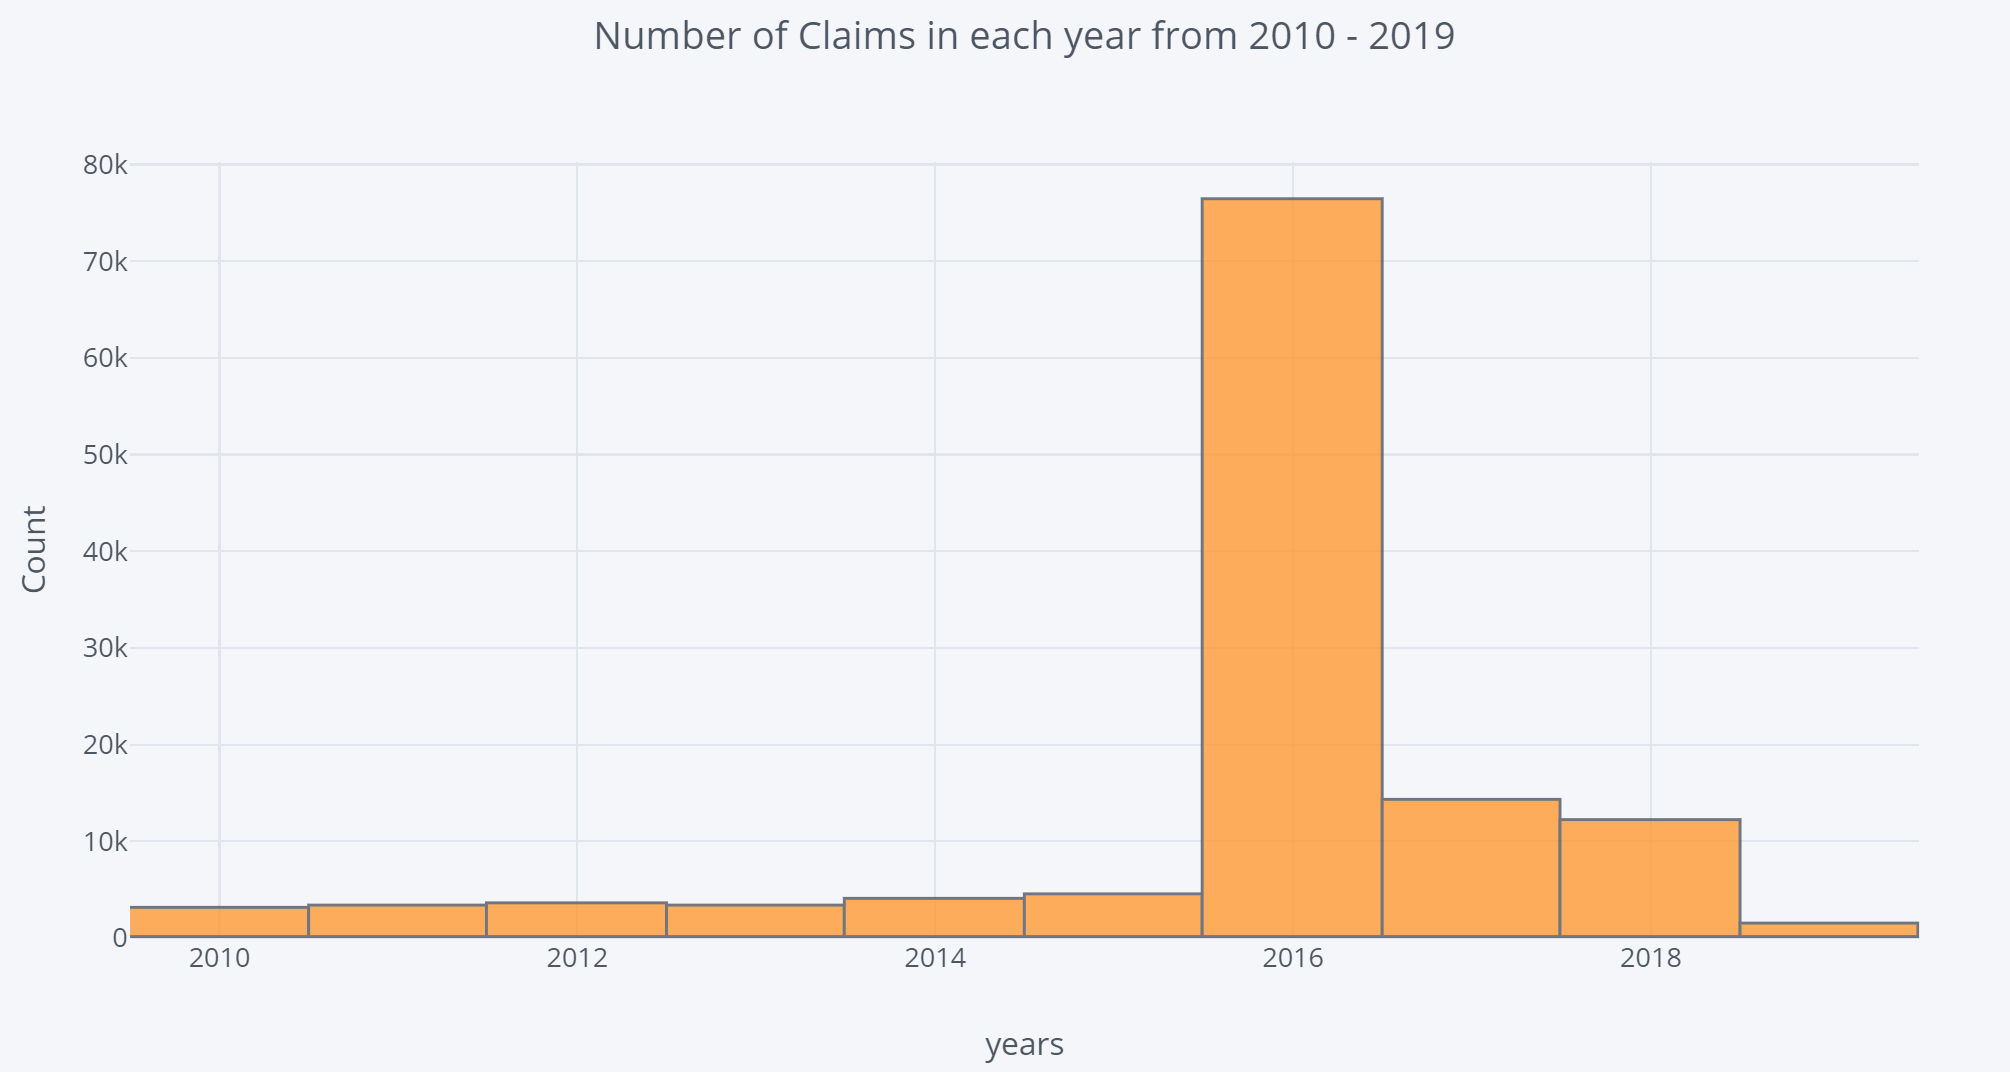 Number of Claims in each year from 2010 - 2019
80k
70k
60k
50k
40k
30k
20k
10k
0
Count
2010 2012 2014 2016 2018
years